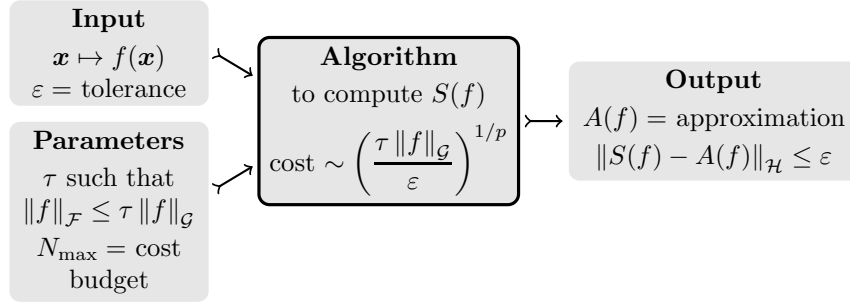 Input
𝒙 ↦ f(𝒙)
ε = tolerance
Parameters
τ such that
‖f‖_ℱ ≤ τ ‖f‖_𝒢
N_max = cost
budget
Algorithm
to compute S(f)
cost ∼ (τ ‖f‖_𝒢 / ε)^{1/p}
Output
A(f) = approximation
‖S(f) − A(f)‖_ℋ ≤ ε